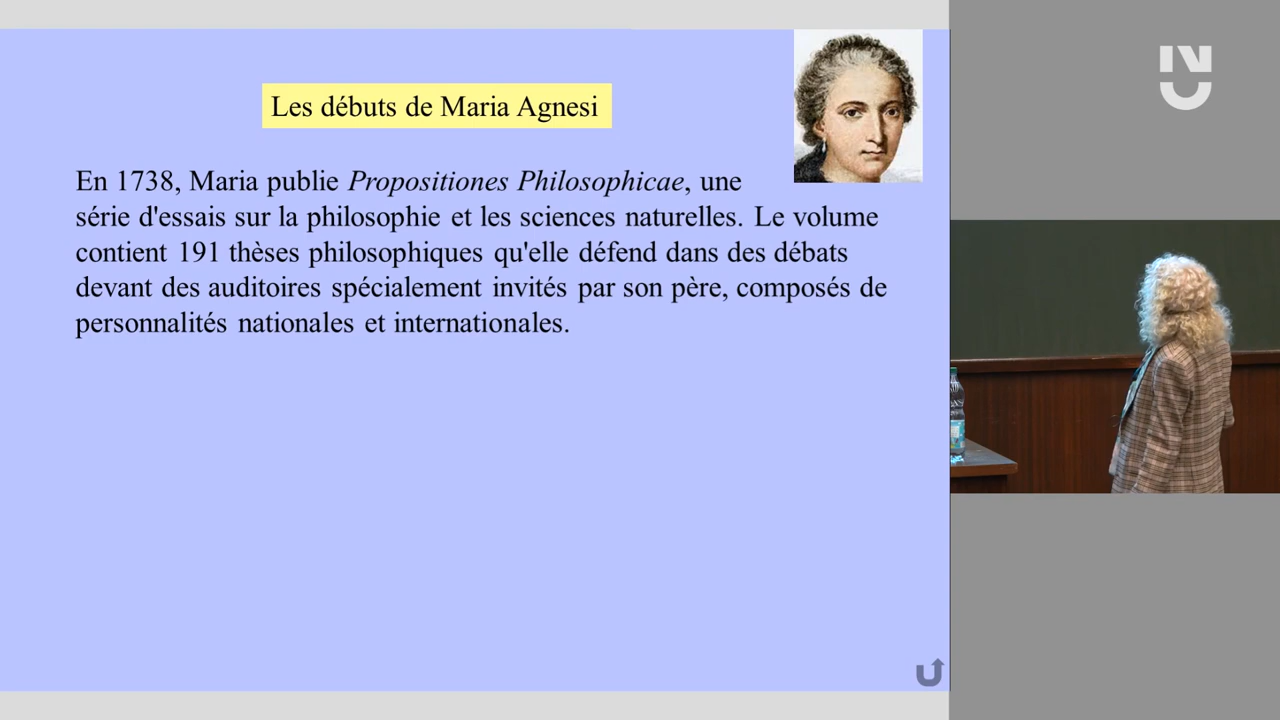 Les débuts de Maria Agnesi
En 1738, Maria publie Propositiones Philosophicae, une
série d'essais sur la philosophie et les sciences naturelles. Le volume
contient 191 thèses philosophiques qu'elle défend dans des débats
devant des auditoires spécialement invités par son père, composés de
personnalités nationales et internationales.